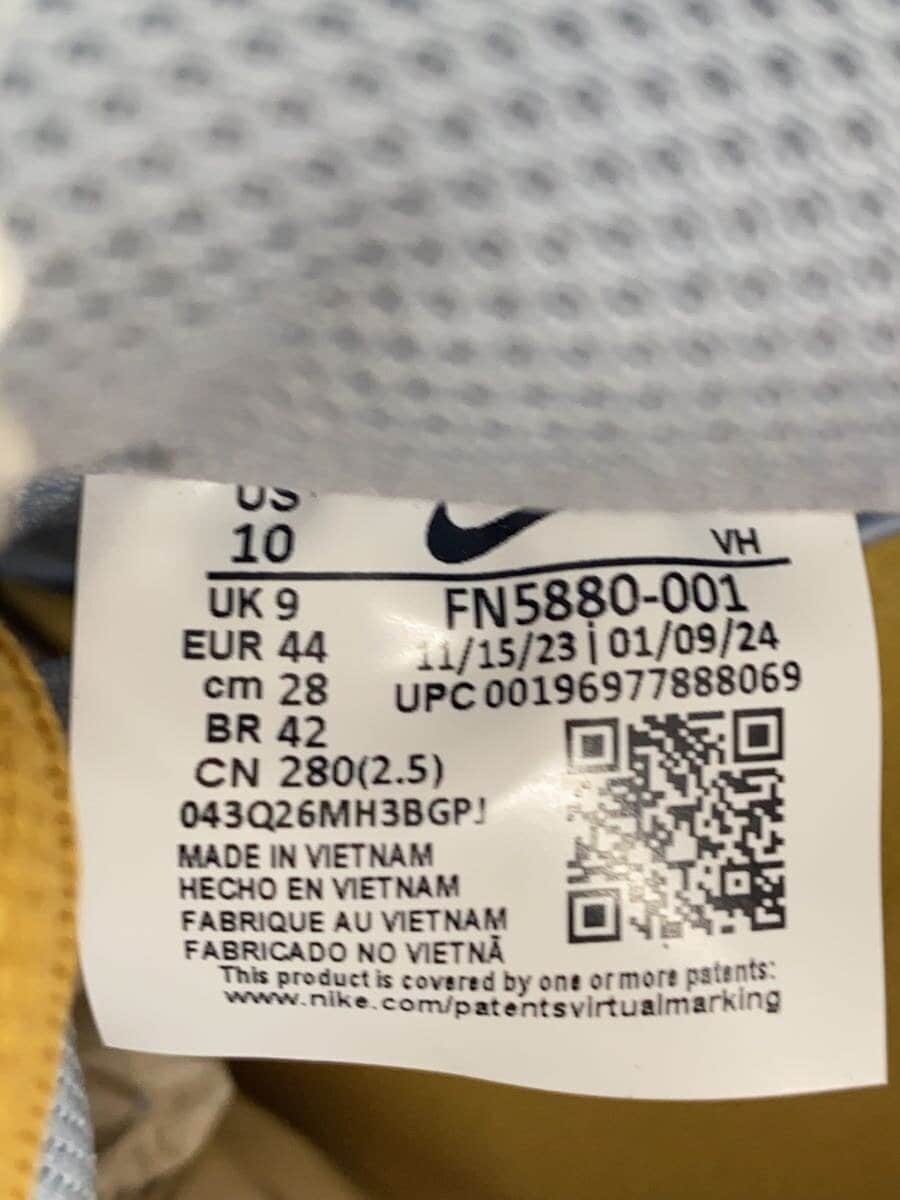 US
10
VH
UK 9
FN5880-001
EUR 44
11/15/23 | 01/09/24
cm 28
UPC 00196977888069
BR 42
CN 280(2.5)
043Q26MH3BGPJ
MADE IN VIETNAM
HECHO EN VIETNAM
FABRIQUE AU VIETNAM
FABRICADO NO VIETNÃ
This product is covered by one or more patents:
www.nike.com/patentsvirtualmarking